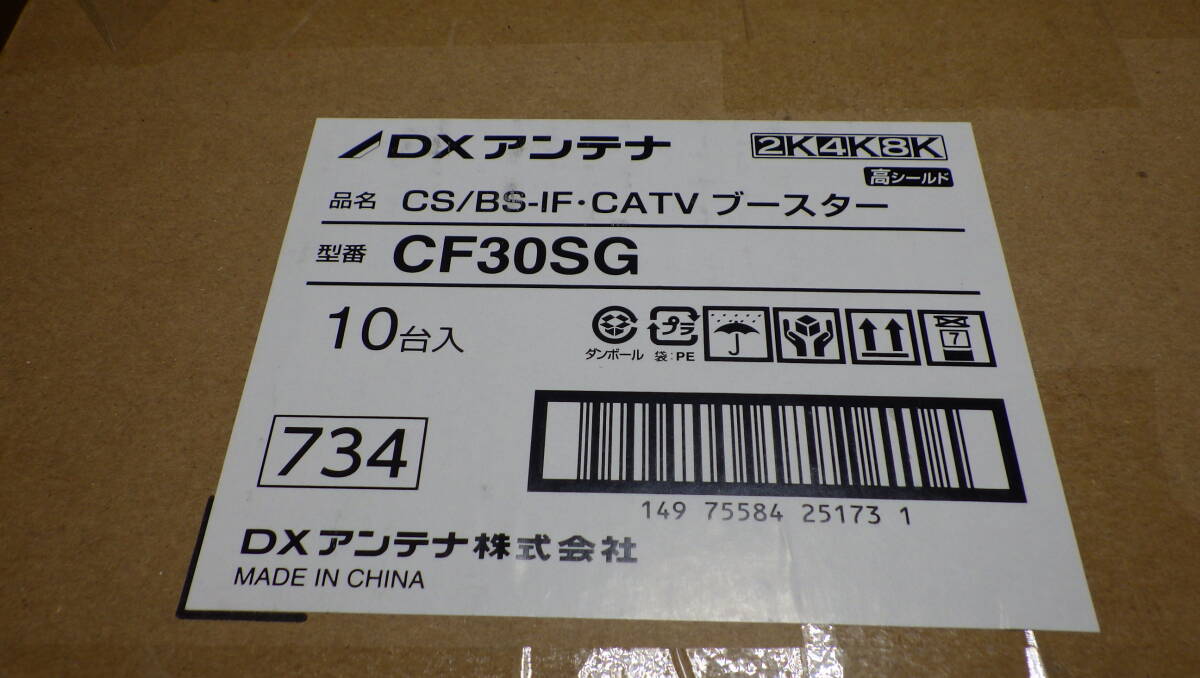 DXアンテナ
2K4K8K
高シールド
品名 CS/BS-IF・CATV ブースター
型番 CF30SG
10台入
ダンボール
プラ
袋:PE
7
734
149 75584 25173 1
DXアンテナ株式会社
MADE IN CHINA